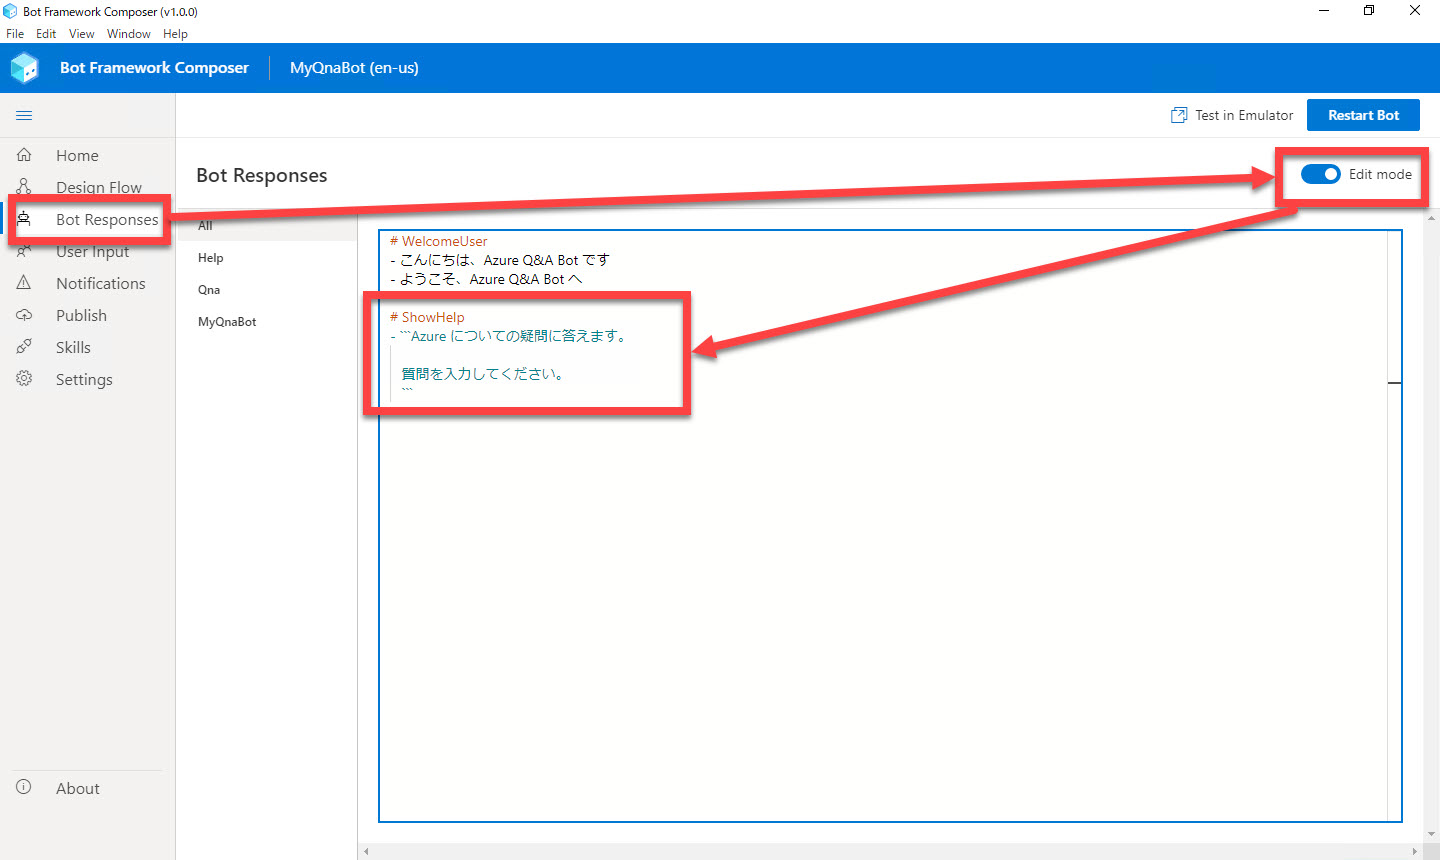 Bot Framework Composer (v1.0.0)
File Edit View Window Help
Bot Framework Composer MyQnaBot (en-us)
Test in Emulator Restart Bot
Home
Design Flow
Bot Responses
User Input
Notifications
Publish
Skills
Settings
About
Bot Responses
Edit mode
All
Help
Qna
MyQnaBot
# WelcomeUser
- こんにちは、Azure Q&A Bot です
- ようこそ、Azure Q&A Bot へ
# ShowHelp
- ```Azure についての疑問に答えます。
質問を入力してください。
```